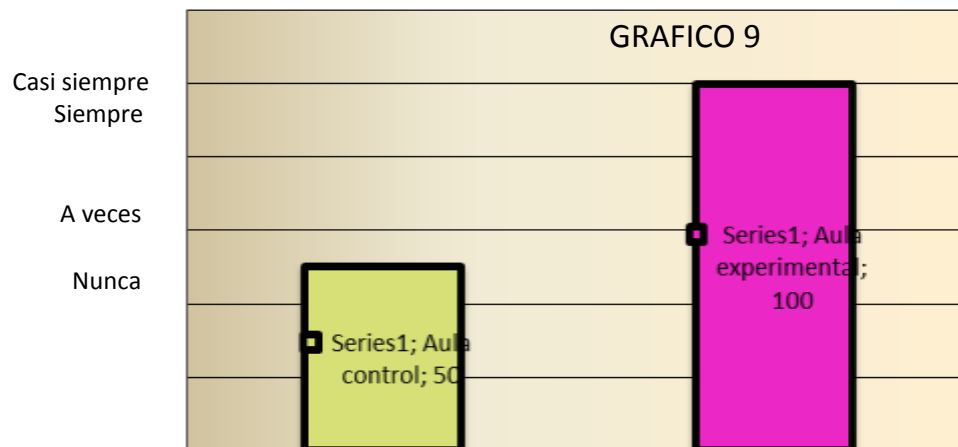 GRAFICO 9
Casi siempre
Siempre
A veces
Nunca
Series1; Aula
experimental;
100
Series1; Aula
control; 50